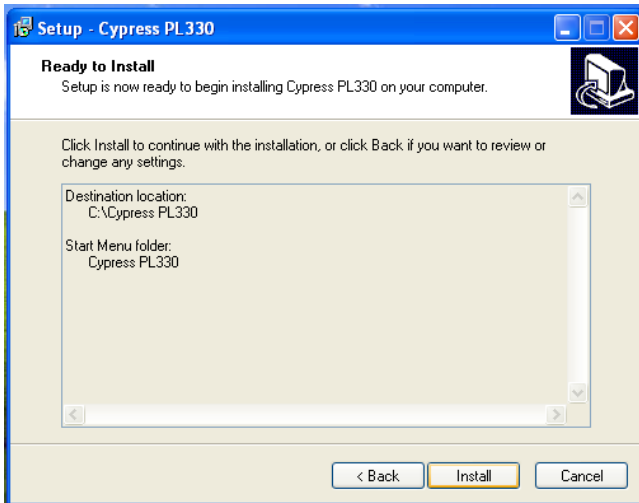 Setup - Cypress PL330
Ready to Install
Setup is now ready to begin installing Cypress PL330 on your computer.
Click Install to continue with the installation, or click Back if you want to review or
change any settings.
Destination location:
C:\Cypress PL330
Start Menu folder:
Cypress PL330
< Back
Install
Cancel